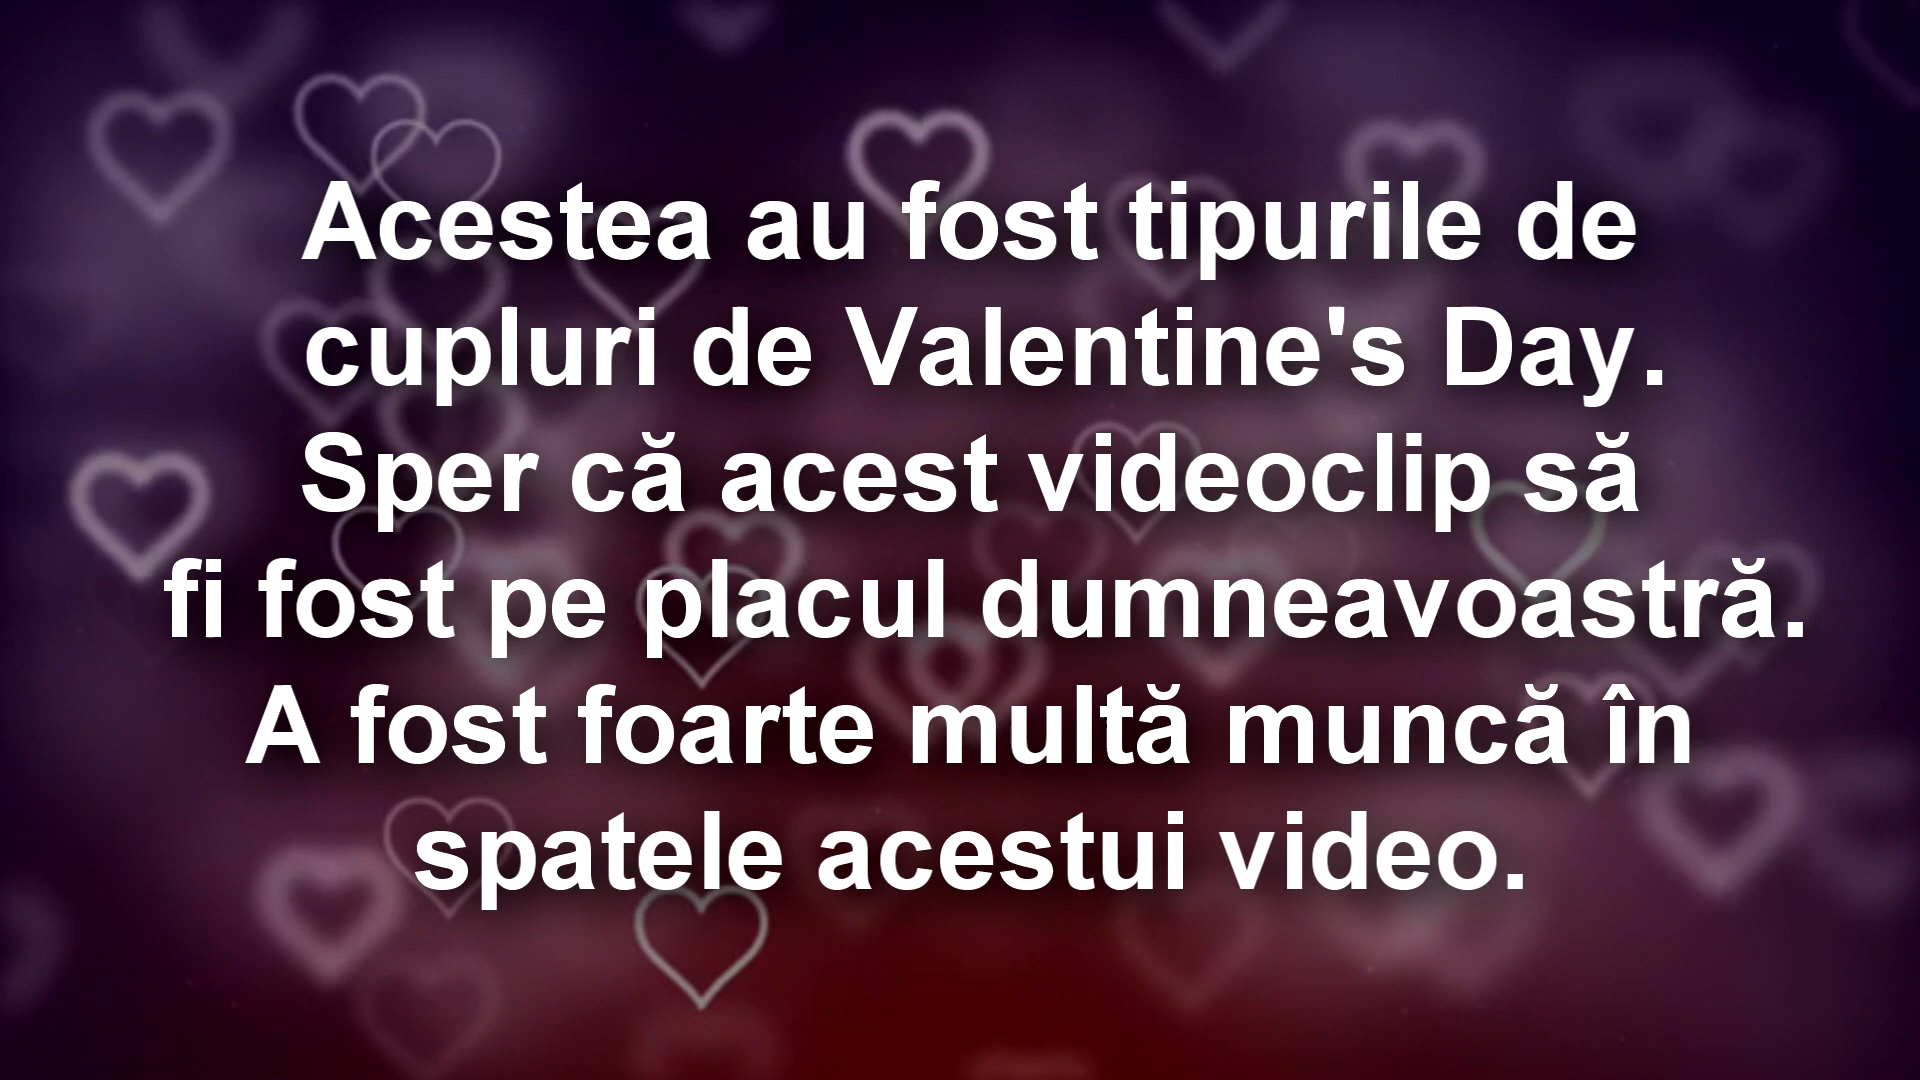 Acestea au fost tipurile de
cupluri de Valentine's Day.
Sper că acest videoclip să
fi fost pe placul dumneavoastră.
A fost foarte multă muncă în
spatele acestui video.